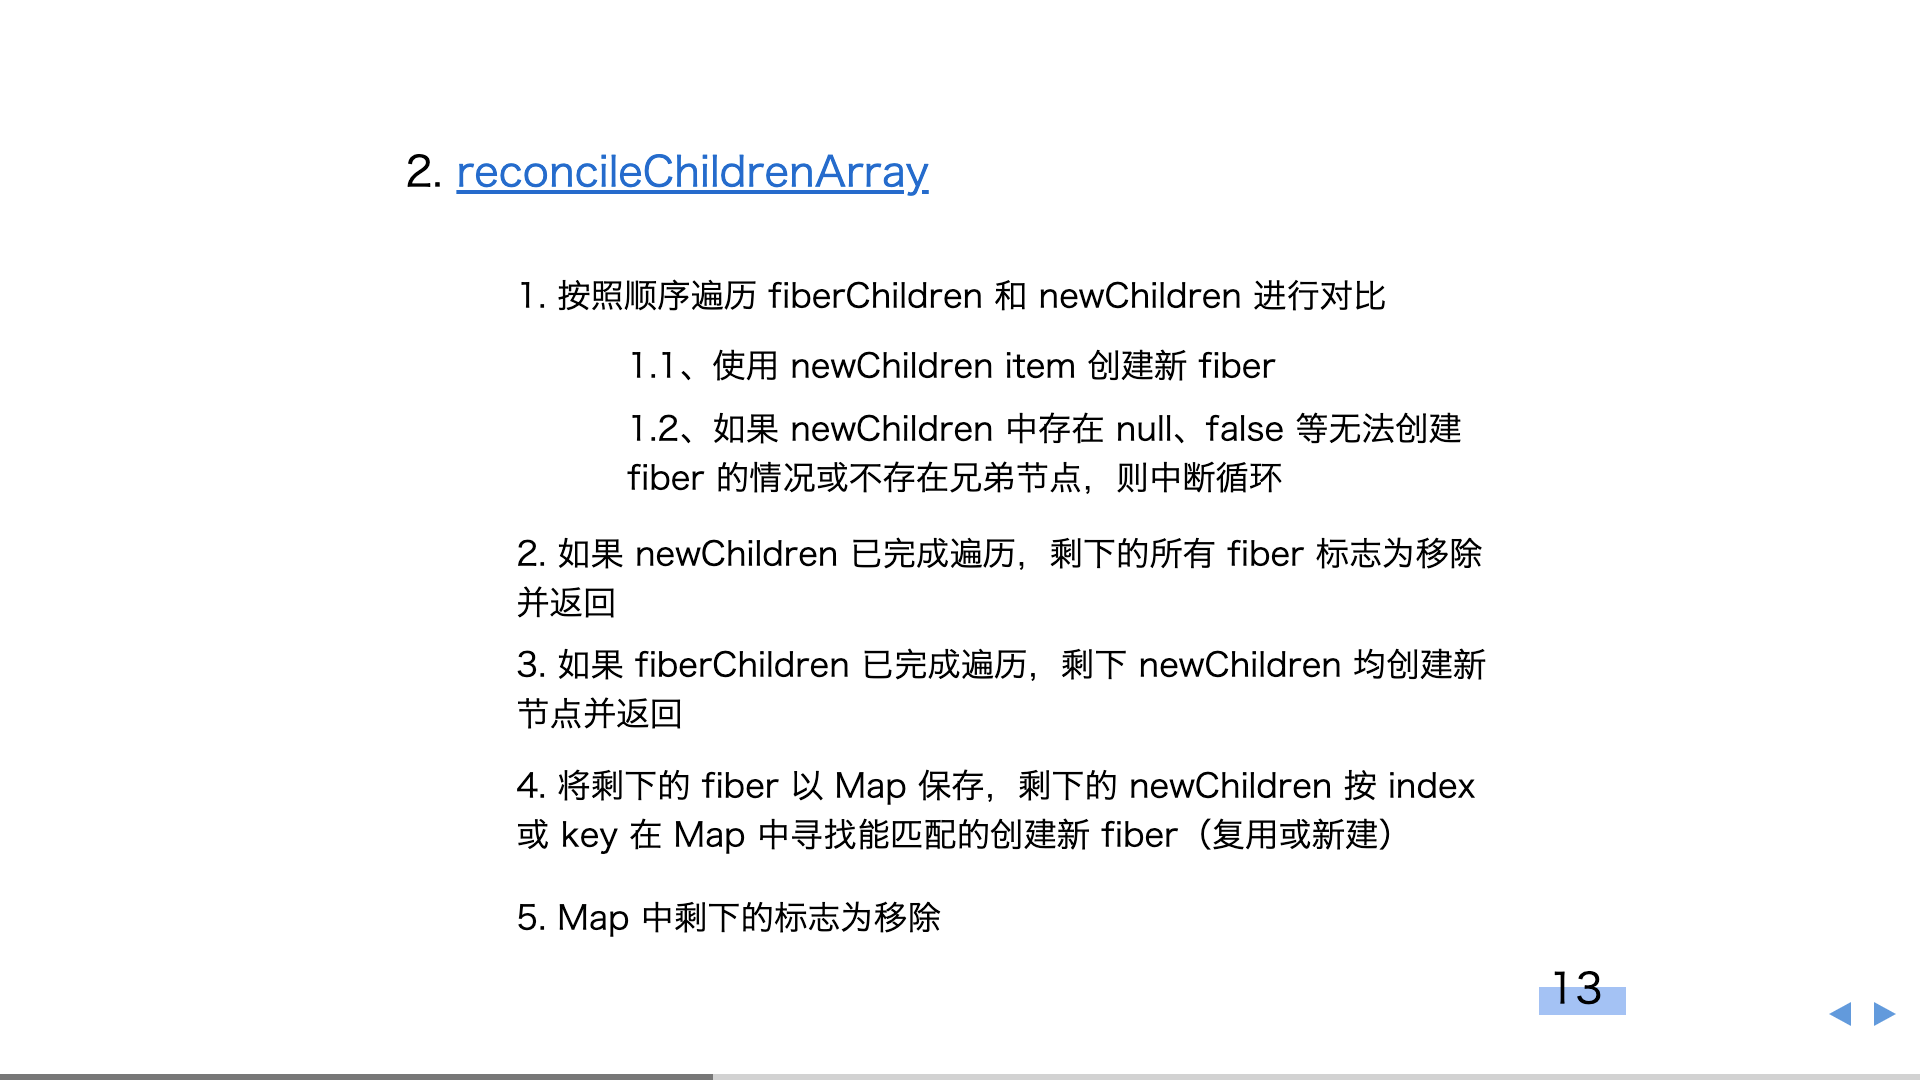 2. reconcileChildrenArray
1. 按照顺序遍历 fiberChildren 和 newChildren 进行对比
1.1、使用 newChildren item 创建新 fiber
1.2、如果 newChildren 中存在 null、false 等无法创建
fiber 的情况或不存在兄弟节点，则中断循环
2. 如果 newChildren 已完成遍历，剩下的所有 fiber 标志为移除
并返回
3. 如果 fiberChildren 已完成遍历，剩下 newChildren 均创建新
节点并返回
4. 将剩下的 fiber 以 Map 保存，剩下的 newChildren 按 index
或 key 在 Map 中寻找能匹配的创建新 fiber（复用或新建）
5. Map 中剩下的标志为移除
13